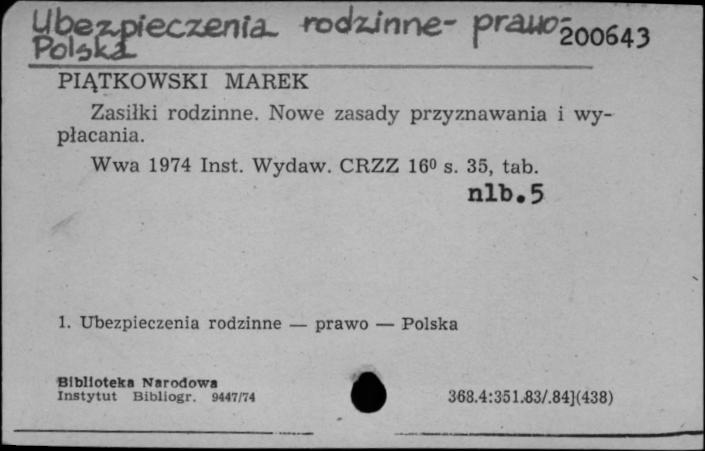 Ubezpieczenia rodzinne- prawo-
Polska
200643
PIĄTKOWSKI MAREK
Zasiłki rodzinne. Nowe zasady przyznawania i wy-
płacania.
Wwa 1974 Inst. Wydaw. CRZZ 16⁰ s. 35, tab.
nlb.5
1. Ubezpieczenia rodzinne — prawo — Polska
Biblioteka Narodowa
Instytut Bibliogr. 9447/74
368.4:351.83/.84](438)